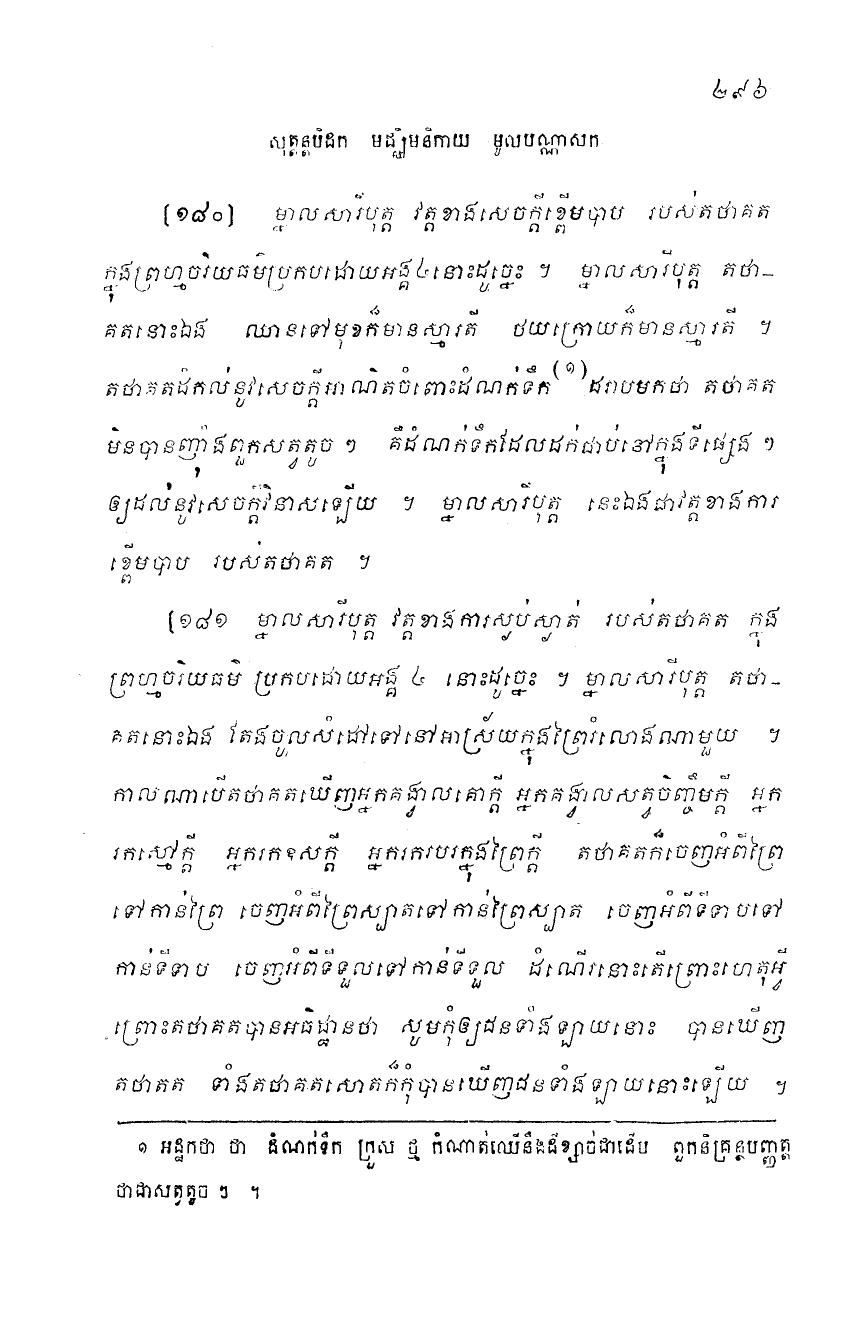 ២៩៦
សុត្តន្តបិដក មជ្ឈិមនិកាយ មូលបណ្ណាសក
[១៨០] ម្នាលសារីបុត្ត វត្តខាងសេចក្តីខ្ពើមបាប របស់តថាគត
ក្នុងព្រហ្មចរិយធម៌ប្រកបដោយអង្គ៤នោះដូច្នេះ ។ ម្នាលសារីបុត្ត តថា-
គតនោះឯង ឈានទៅមុខក៏មានស្មារតី ថយក្រោយក៏មានស្មារតី ។
តថាគតដំកល់នូវសេចក្តីអាណិតចំពោះដំណក់ទឹក(១) ដរាបមកថា តថាគត
មិនបានញ៉ាំងពួកសត្វតូច ៗ គឺដំណក់ទឹកដែលដក់ជាប់នៅក្នុងទីផ្សេង ៗ
ឲ្យដល់នូវសេចក្តីវិនាសឡើយ ។ ម្នាលសារីបុត្ត នេះឯងជាវត្តខាងការ
ខ្ពើមបាប របស់តថាគត ។
[១៨១ ម្នាលសារីបុត្ត វត្តខាងការស្ងប់ស្ងាត់ របស់តថាគត ក្នុង
ព្រហ្មចរិយធម៌ ប្រកបដោយអង្គ ៤ នោះដូច្នេះ ។ ម្នាលសារីបុត្ត តថា-
គតនោះឯង តែងចូលសំដៅទៅនៅអាស្រ័យក្នុងព្រៃរំលោងណាមួយ ។
កាលណាបើតថាគតឃើញអ្នកគង្វាលគោក្តី អ្នកគង្វាលសត្វចិញ្ចឹមក្តី អ្នក
រកស្មៅក្តី អ្នករកឧសក្តី អ្នករករបរក្នុងព្រៃក្តី តថាគតក៏ចេញអំពីព្រៃ
ទៅកាន់ព្រៃ ចេញអំពីព្រៃស្បាតទៅកាន់ព្រៃស្បាត ចេញអំពីទីទាបទៅ
កាន់ទីទាប ចេញអំពីទីទួលទៅកាន់ទីទួល ដំណើរនោះតើព្រោះហេតុអ្វី
ព្រោះតថាគតបានអធិដ្ឋានថា សូមកុំឲ្យជនទាំងឡាយនោះ បានឃើញ
តថាគត ទាំងតថាគតសោតក៏កុំបានឃើញជនទាំងឡាយនោះឡើយ ។
១ អដ្ឋកថា ថា ដំណក់ទឹក ក្រួស ថ្ម កំណាត់ឈើនឹងដីខ្សាច់ជាដើម ពួកនិគ្រន្ថបញ្ញត្ត
ថាជាសត្វតូច ៗ ។